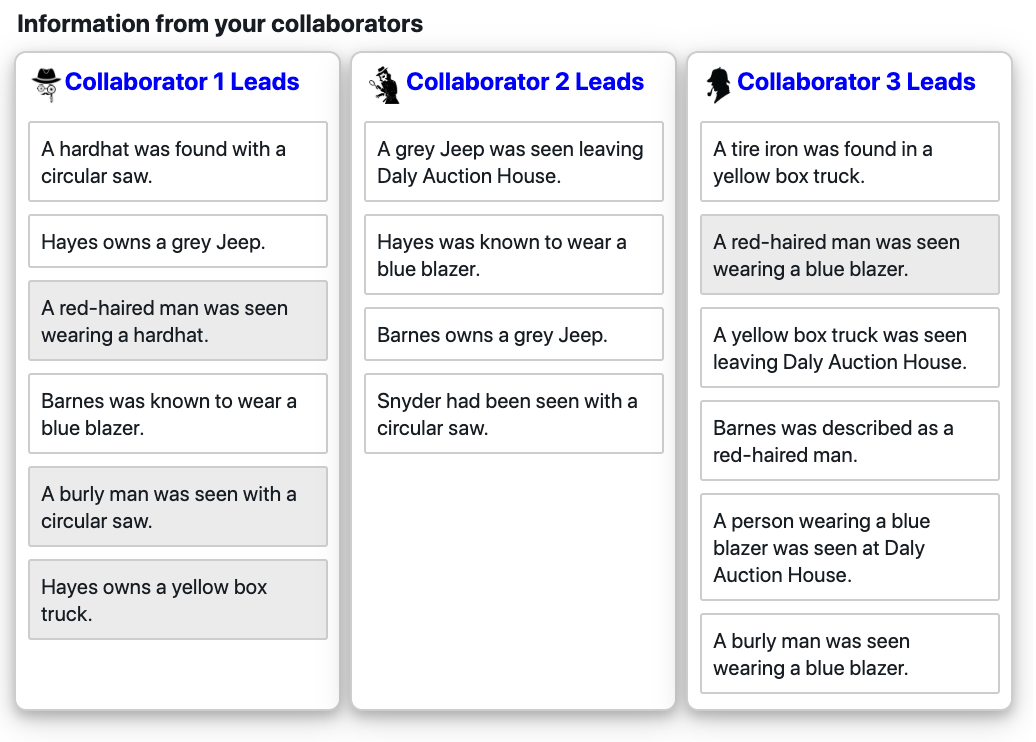 Information from your collaborators
Collaborator 1 Leads
A hardhat was found with a
circular saw.
Hayes owns a grey Jeep.
A red-haired man was seen
wearing a hardhat.
Barnes was known to wear a
blue blazer.
A burly man was seen with a
circular saw.
Hayes owns a yellow box
truck.
Collaborator 2 Leads
A grey Jeep was seen leaving
Daly Auction House.
Hayes was known to wear a
blue blazer.
Barnes owns a grey Jeep.
Snyder had been seen with a
circular saw.
Collaborator 3 Leads
A tire iron was found in a
yellow box truck.
A red-haired man was seen
wearing a blue blazer.
A yellow box truck was seen
leaving Daly Auction House.
Barnes was described as a
red-haired man.
A person wearing a blue
blazer was seen at Daly
Auction House.
A burly man was seen
wearing a blue blazer.